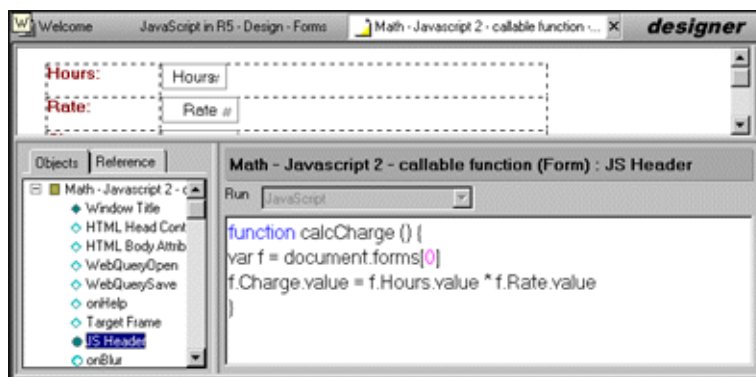 Welcome
JavaScript in R5 - Design - Forms
Math - Javascript 2 - callable function -...
designer
Hours:
Hours
Rate:
Rate #
Objects
Reference
Math - Javascript 2 - c
Window Title
HTML Head Cont
HTML Body Attrib
WebQueryOpen
WebQuerySave
onHelp
Target Frame
JS Header
onBlur
Math - Javascript 2 - callable function (Form) : JS Header
Run
JavaScript
function calcCharge () {
var f = document.forms[0]
f.Charge.value = f.Hours.value * f.Rate.value
}